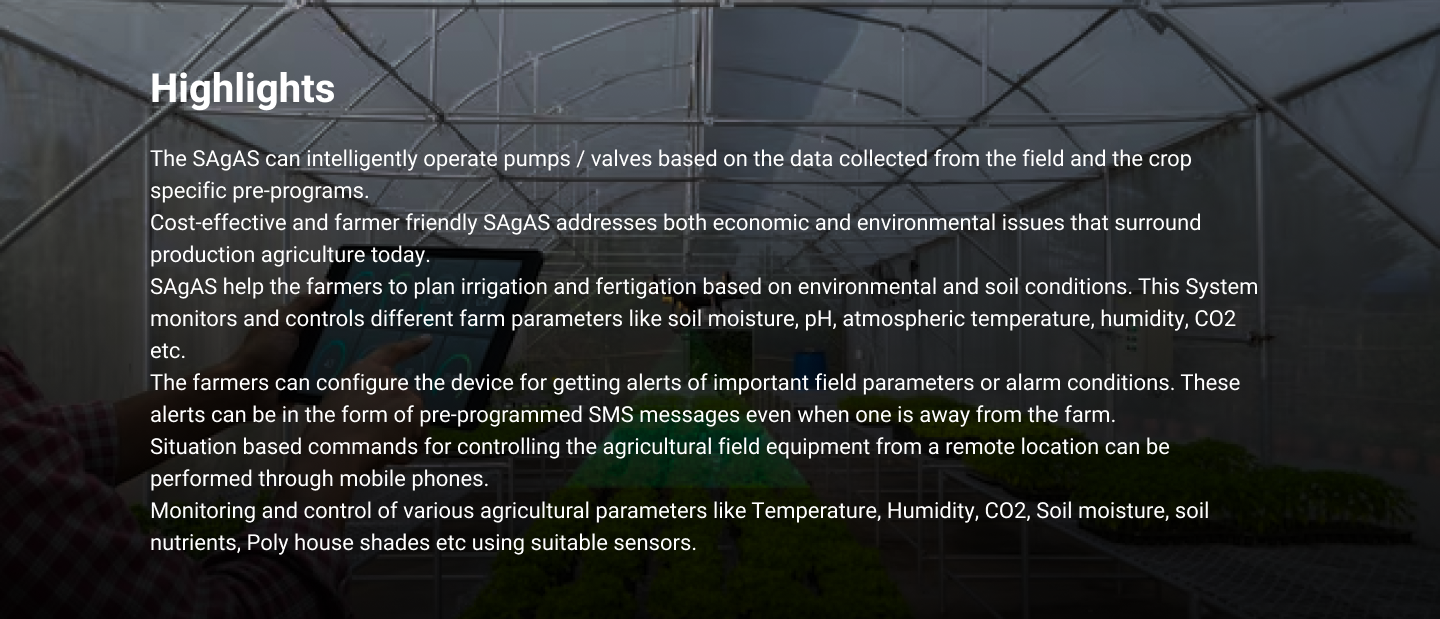 Highlights
The SAgAS can intelligently operate pumps / valves based on the data collected from the field and the crop
specific pre-programs.
Cost-effective and farmer friendly SAgAS addresses both economic and environmental issues that surround
production agriculture today.
SAgAS help the farmers to plan irrigation and fertigation based on environmental and soil conditions. This System
monitors and controls different farm parameters like soil moisture, pH, atmospheric temperature, humidity, CO2
etc.
The farmers can configure the device for getting alerts of important field parameters or alarm conditions. These
alerts can be in the form of pre-programmed SMS messages even when one is away from the farm.
Situation based commands for controlling the agricultural field equipment from a remote location can be
performed through mobile phones.
Monitoring and control of various agricultural parameters like Temperature, Humidity, CO2, Soil moisture, soil
nutrients, Poly house shades etc using suitable sensors.